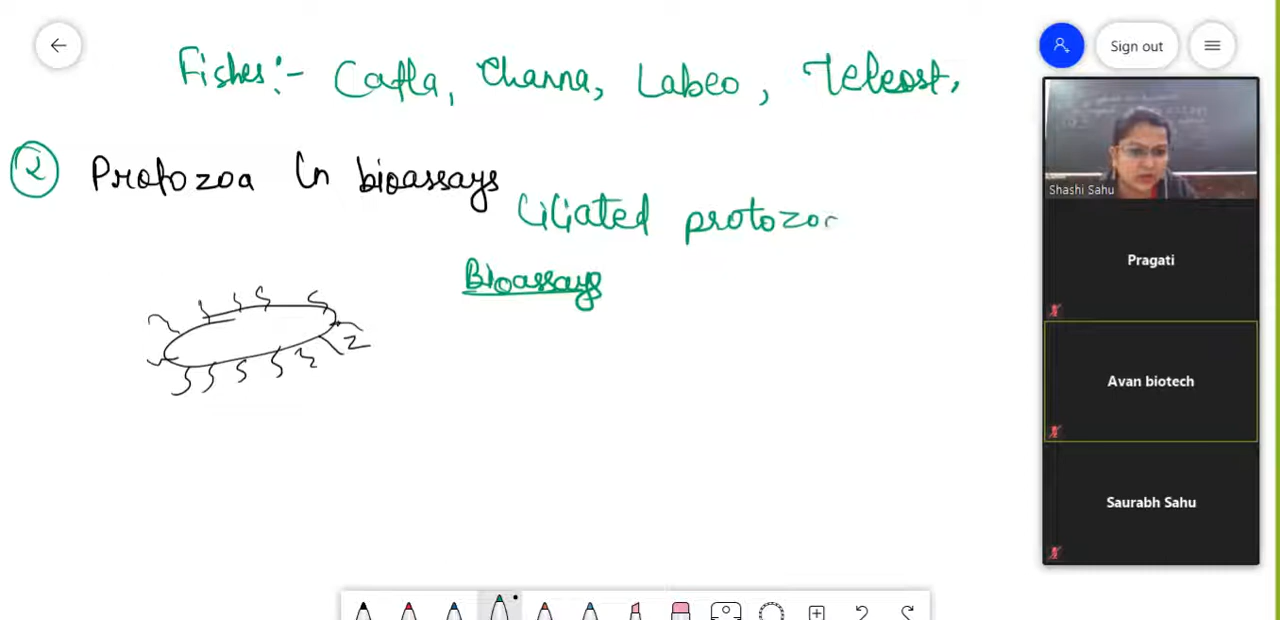 Sign out
Fishes:- Catla, Channa, Labeo, Teleost,
2 Protozoa in bioassays
Ciliated protozo
Bioassays
Shashi Sahu
Pragati
Avan biotech
Saurabh Sahu